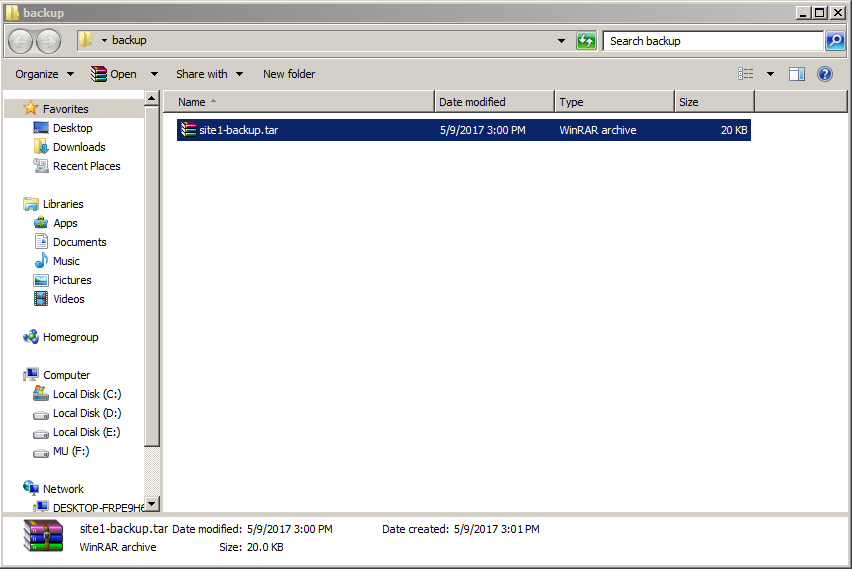 backup
backup
Search backup
Organize Open Share with New folder
Name Date modified Type Size
site1-backup.tar 5/9/2017 3:00 PM WinRAR archive 20 KB
Favorites
Desktop
Downloads
Recent Places
Libraries
Apps
Documents
Music
Pictures
Videos
Homegroup
Computer
Local Disk (C:)
Local Disk (D:)
Local Disk (E:)
MU (F:)
Network
site1-backup.tar Date modified: 5/9/2017 3:00 PM Date created: 5/9/2017 3:01 PM
WinRAR archive Size: 20.0 KB